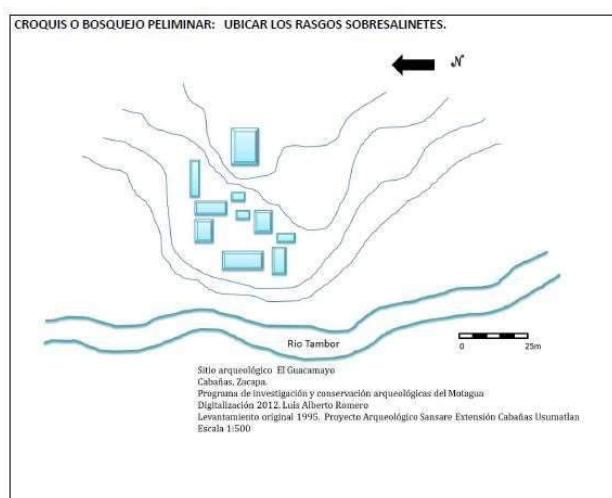 CROQUIS O BOSQUEJO PELIMINAR: UBICAR LOS RASGOS SOBRESALINETES.
N
Rio Tambor
0 25m
Sitio arqueológico El Guacamayo
Cabañas, Zacapa.
Programa de investigación y conservación arqueológicas del Motagua
Digitalización 2012. Luis Alberto Romero
Levantamiento original 1995. Proyecto Arqueológico Sansare Extensión Cabañas Usumatlan
Escala 1:500